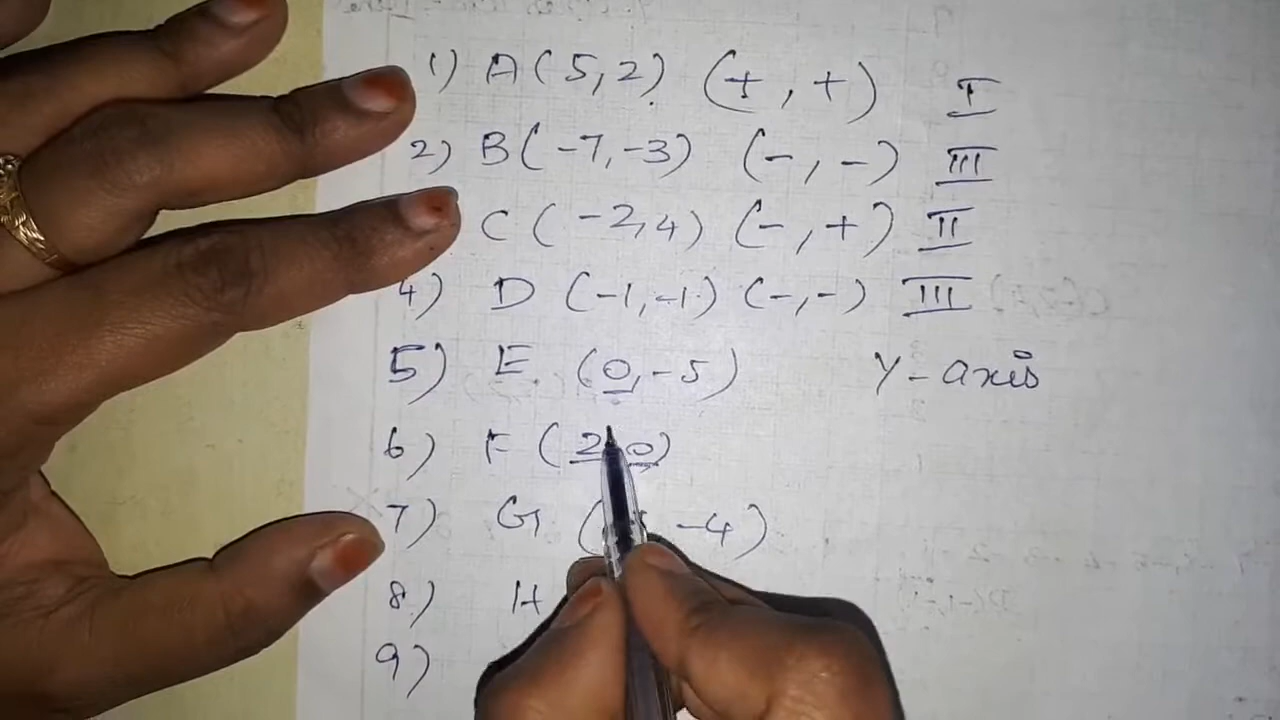 1) A (5,2) (+,+) I
2) B (-7,-3) (-,-) III
C (-2,4) (-,+) II
4) D (-1,-1) (-,-) III
5) E (0,-5) Y-axis
6) F (2 0)
7) G ( -4)
8) H
9)